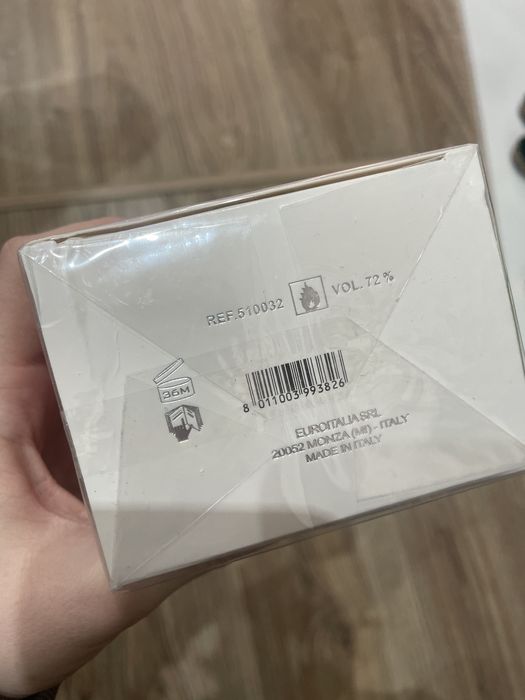 REF.510032
VOL. 72 %
36M
8 011003 993826
EUROITALIA SRL
20052 MONZA (MI) - ITALY
MADE IN ITALY